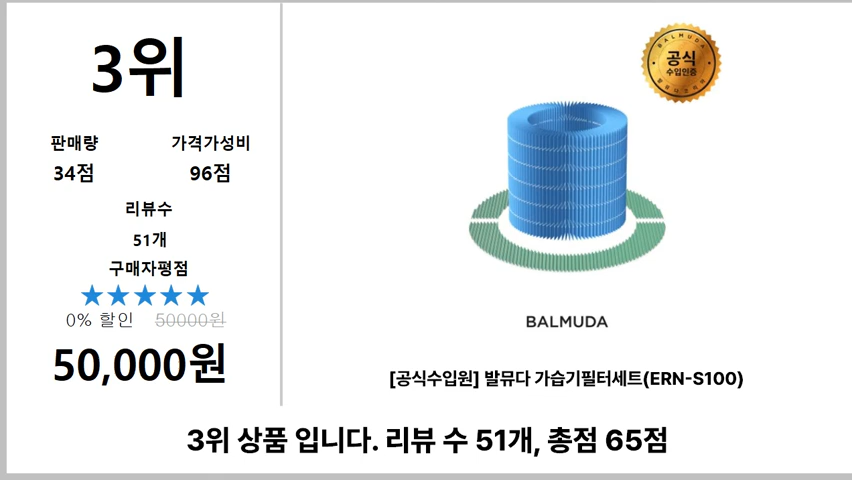 3위
판매량 가격가성비
34점 96점
리뷰수
51개
구매자평점
0% 할인 50000원
50,000원
BALMUDA
공식
수입인증
BALMUDA
[공식수입원] 발뮤다 가습기필터세트(ERN-S100)
3위 상품 입니다. 리뷰 수 51개, 총점 65점